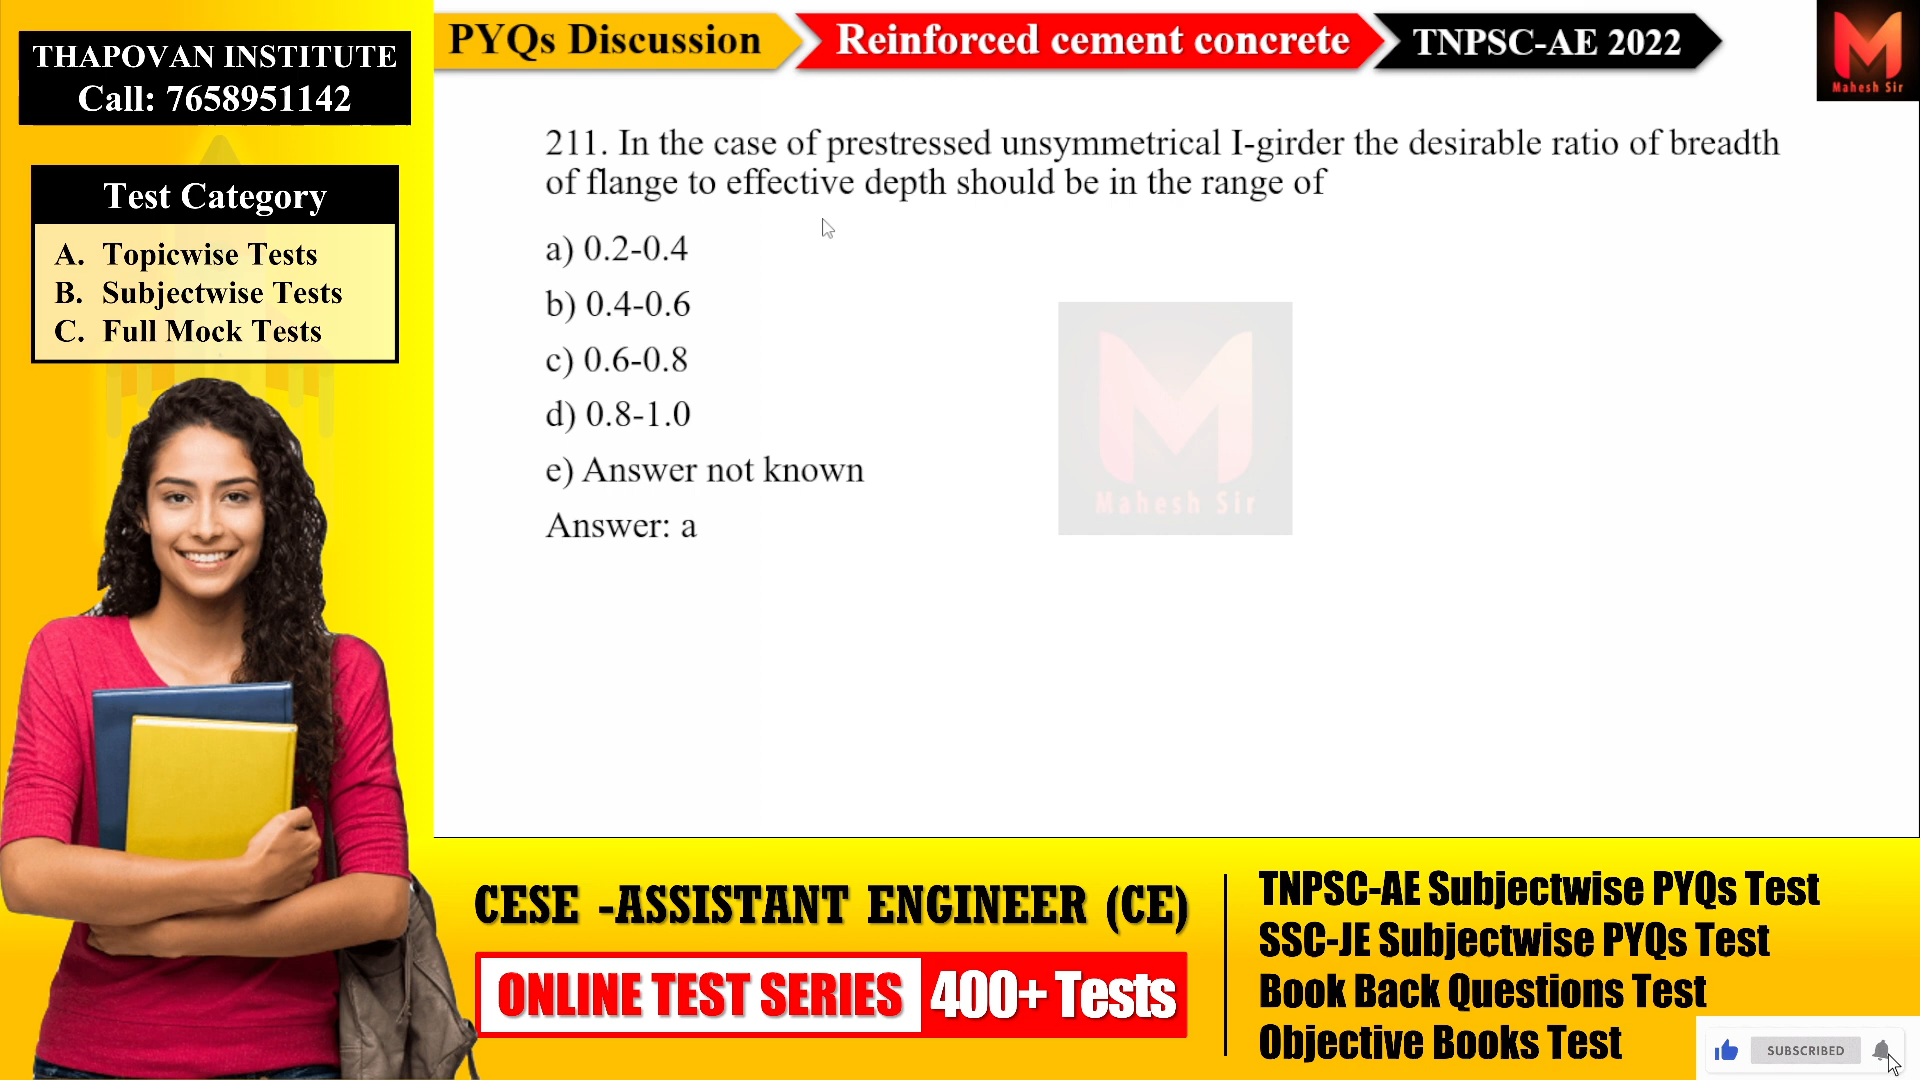 THAPOVAN INSTITUTE
Call: 7658951142
PYQs Discussion
Reinforced cement concrete
TNPSC-AE 2022
Mahesh Sir
Test Category
A. Topicwise Tests
B. Subjectwise Tests
C. Full Mock Tests
211. In the case of prestressed unsymmetrical I-girder the desirable ratio of breadth
of flange to effective depth should be in the range of
a) 0.2-0.4
b) 0.4-0.6
c) 0.6-0.8
d) 0.8-1.0
e) Answer not known
Answer: a
Mahesh Sir
CESE -ASSISTANT ENGINEER (CE)
ONLINE TEST SERIES 400+ Tests
TNPSC-AE Subjectwise PYQs Test
SSC-JE Subjectwise PYQs Test
Book Back Questions Test
Objective Books Test
SUBSCRIBED